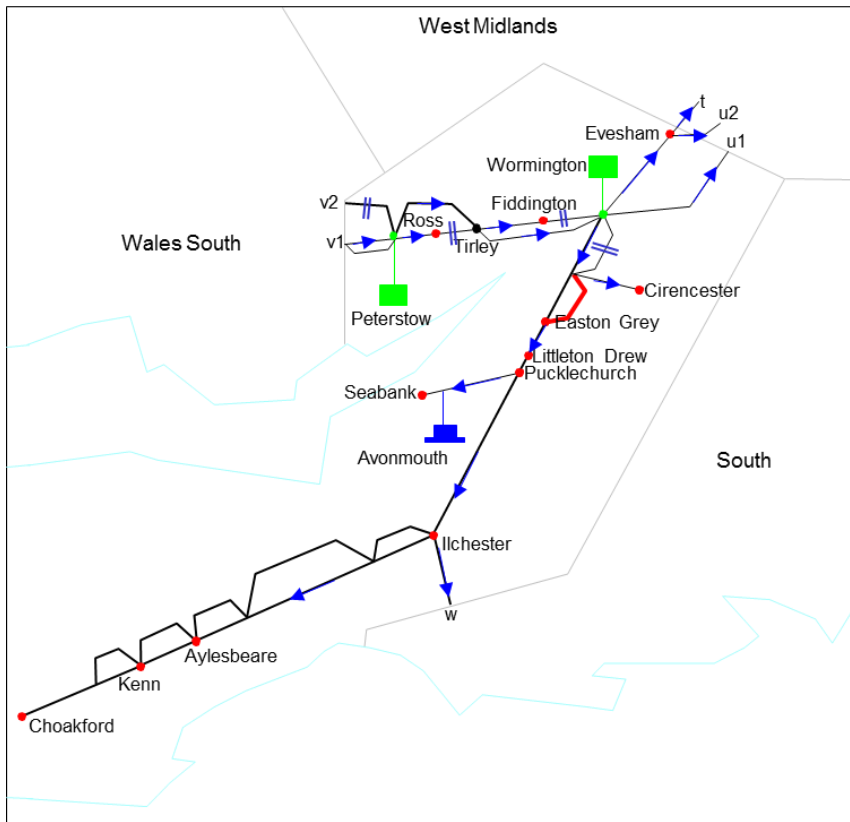 West Midlands
t
u2
Evesham
u1
Wormington
v2
Ross
Fiddington
Tirley
v1
Wales South
Peterstow
Cirencester
Easton Grey
Littleton Drew
Pucklechurch
Seabank
Avonmouth
South
Ilchester
w
Aylesbeare
Kenn
Choakford